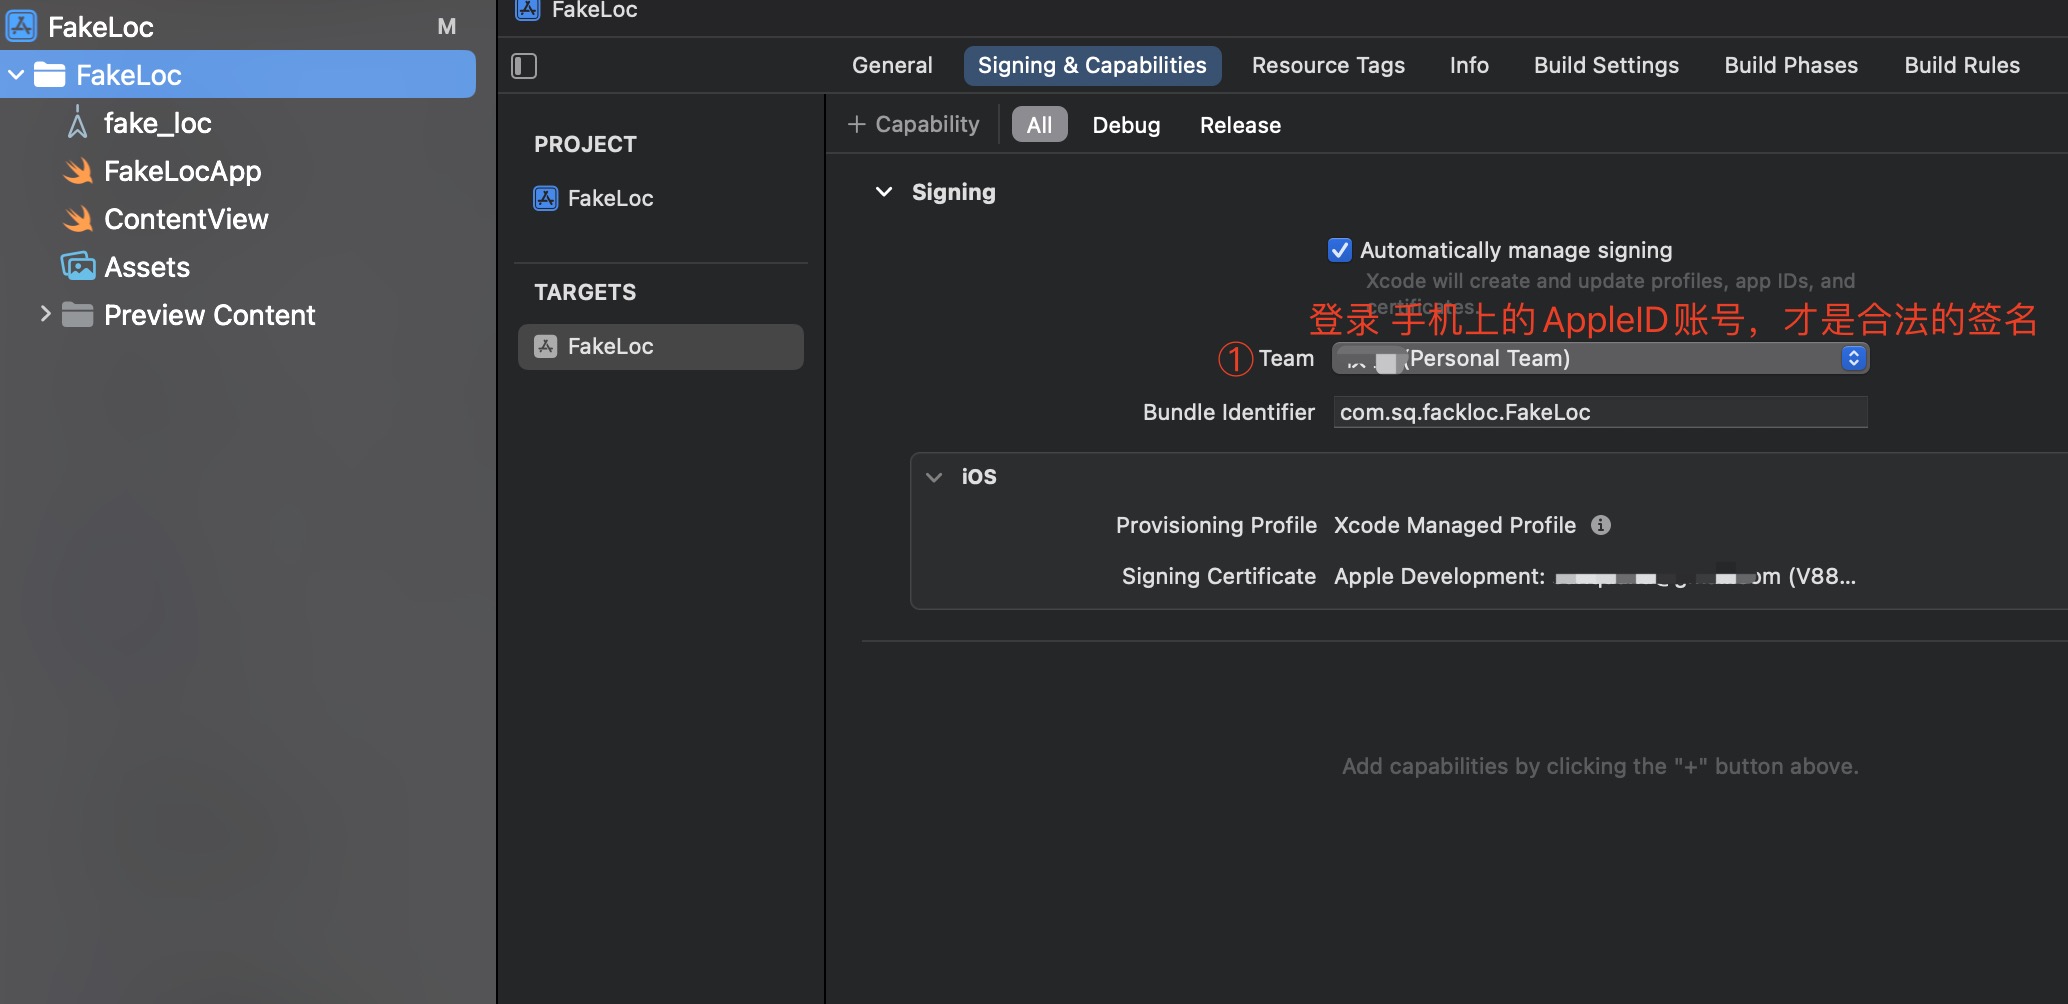 FakeLoc
M
FakeLoc
fake_loc
FakeLocApp
ContentView
Assets
Preview Content
FakeLoc
General
Signing & Capabilities
Resource Tags
Info
Build Settings
Build Phases
Build Rules
PROJECT
FakeLoc
TARGETS
FakeLoc
+ Capability
All
Debug
Release
Signing
Automatically manage signing
Xcode will create and update profiles, app IDs, and
certificates.
登录 手机上的AppleID账号，才是合法的签名
① Team
(Personal Team)
Bundle Identifier
com.sq.fackloc.FakeLoc
iOS
Provisioning Profile
Xcode Managed Profile
Signing Certificate
Apple Development: om (V88...
Add capabilities by clicking the "+" button above.